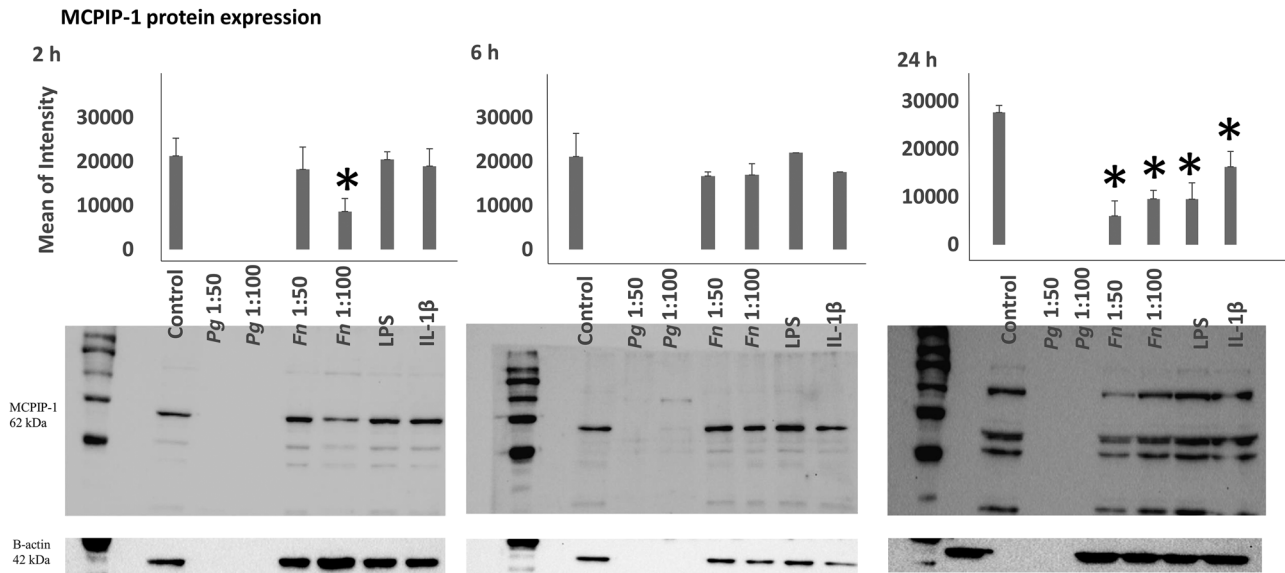 MCPIP-1 protein expression
2 h
6 h
24 h
Mean of Intensity
30000
20000
10000
0
30000
20000
10000
0
30000
20000
10000
0
*
*
*
*
*
Control
Pg 1:50
Pg 1:100
Fn 1:50
Fn 1:100
LPS
IL-1β
Control
Pg 1:50
Pg 1:100
Fn 1:50
Fn 1:100
LPS
IL-1β
Control
Pg 1:50
Pg 1:100
Fn 1:50
Fn 1:100
LPS
IL-1β
MCPIP-1
62 kDa
B-actin
42 kDa